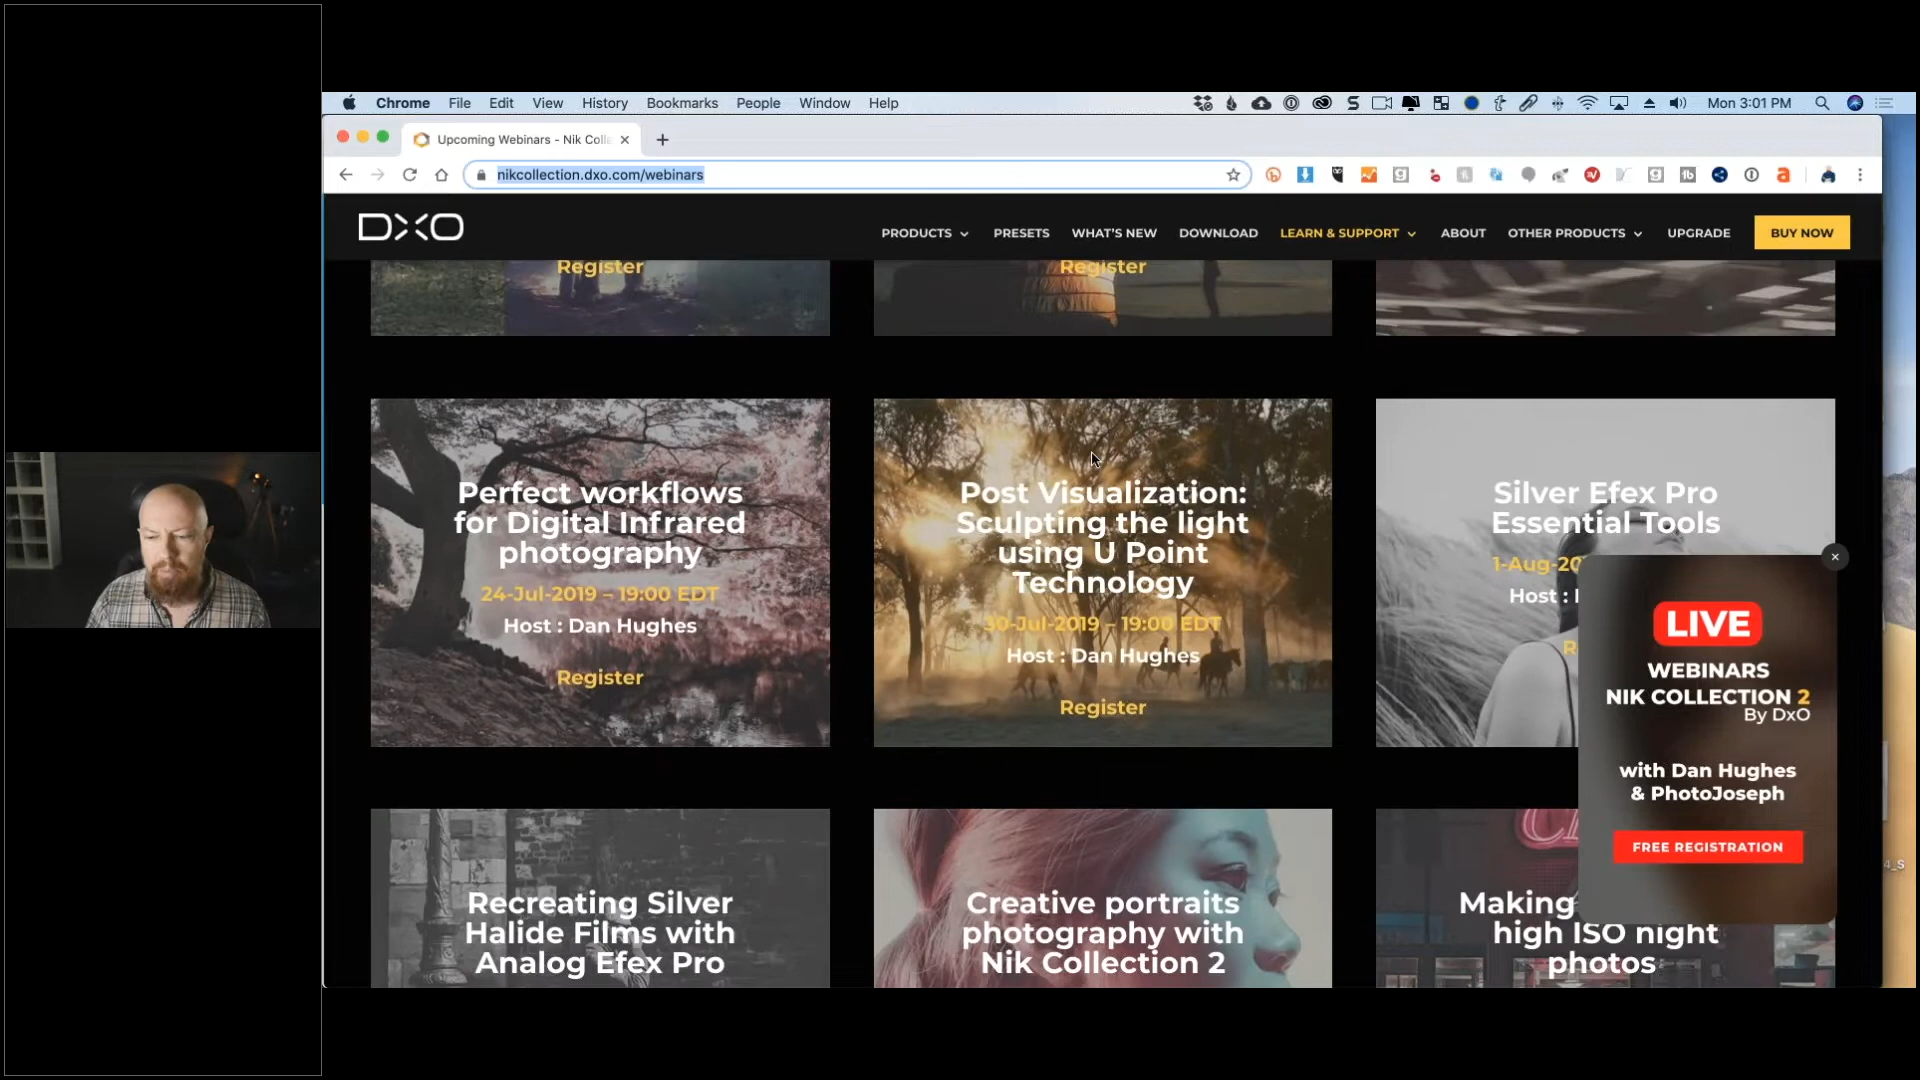 Chrome File Edit View History Bookmarks People Window Help
Mon 3:01 PM
Upcoming Webinars - Nik Colle
nikcollection.dxo.com/webinars
DXO
PRODUCTS PRESETS WHAT'S NEW DOWNLOAD LEARN & SUPPORT ABOUT OTHER PRODUCTS UPGRADE BUY NOW
Register
Register
Perfect workflows
for Digital Infrared
photography
24-Jul-2019 – 19:00 EDT
Host : Dan Hughes
Register
Post Visualization:
Sculpting the light
using U Point
Technology
30-Jul-2019 – 19:00 EDT
Host : Dan Hughes
Register
Silver Efex Pro
Essential Tools
1-Aug-20
Host :
LIVE
WEBINARS
NIK COLLECTION 2
By DxO
with Dan Hughes
& PhotoJoseph
FREE REGISTRATION
Recreating Silver
Halide Films with
Analog Efex Pro
Creative portraits
photography with
Nik Collection 2
Making
high ISO night
photos
4_S